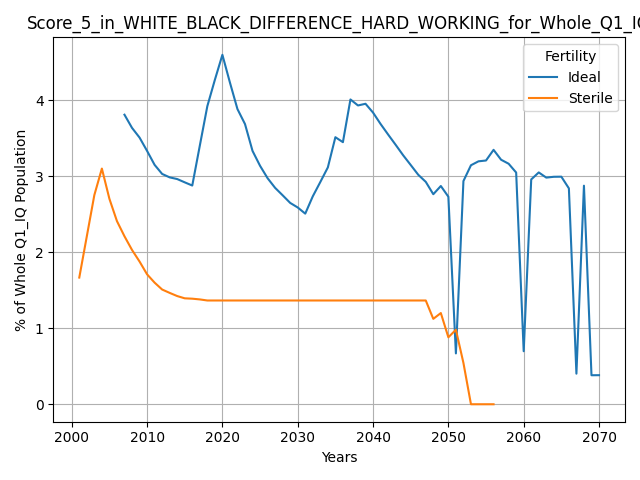 Score_5_in_WHITE_BLACK_DIFFERENCE_HARD_WORKING_for_Whole_Q1_IQ
Fertility
Ideal
Sterile
% of Whole Q1_IQ Population
4
3
2
1
0
2000 2010 2020 2030 2040 2050 2060 2070
Years